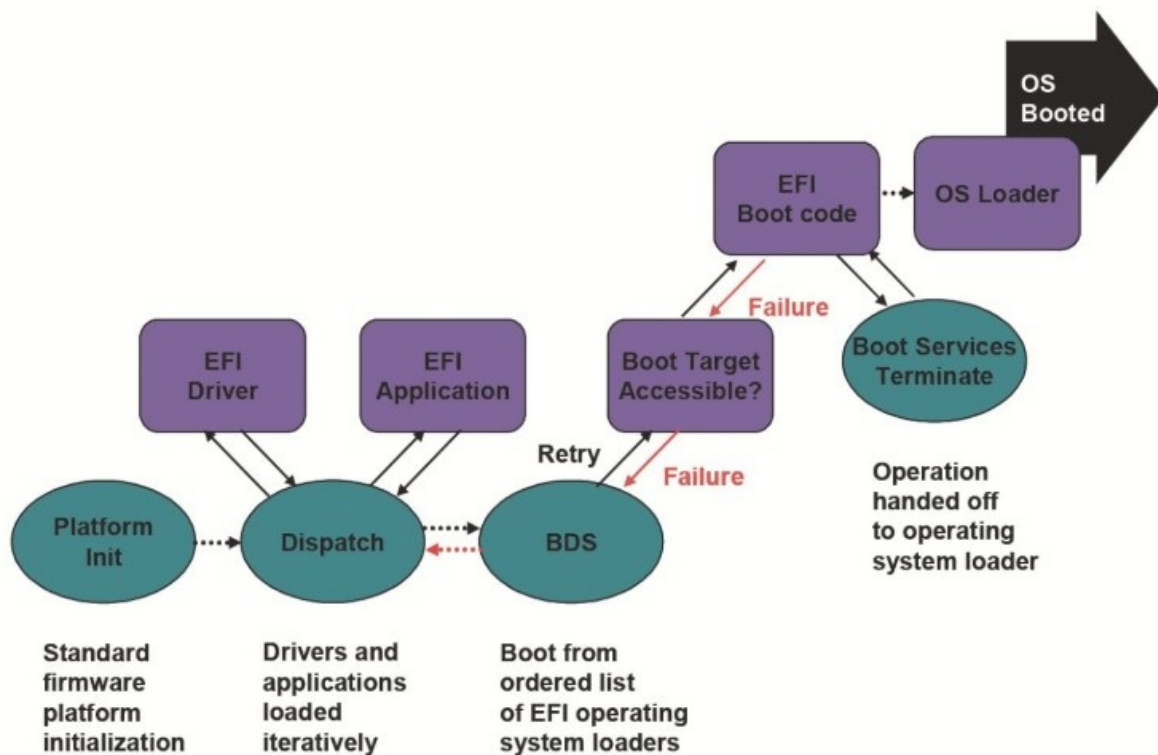 OS
Booted
EFI
Boot code
OS Loader
Failure
EFI
Driver
EFI
Application
Boot Target
Accessible?
Boot Services
Terminate
Retry
Failure
Platform
Init
Dispatch
BDS
Operation
handed off
to operating
system loader
Standard
firmware
platform
initialization
Drivers and
applications
loaded
iteratively
Boot from
ordered list
of EFI operating
system loaders